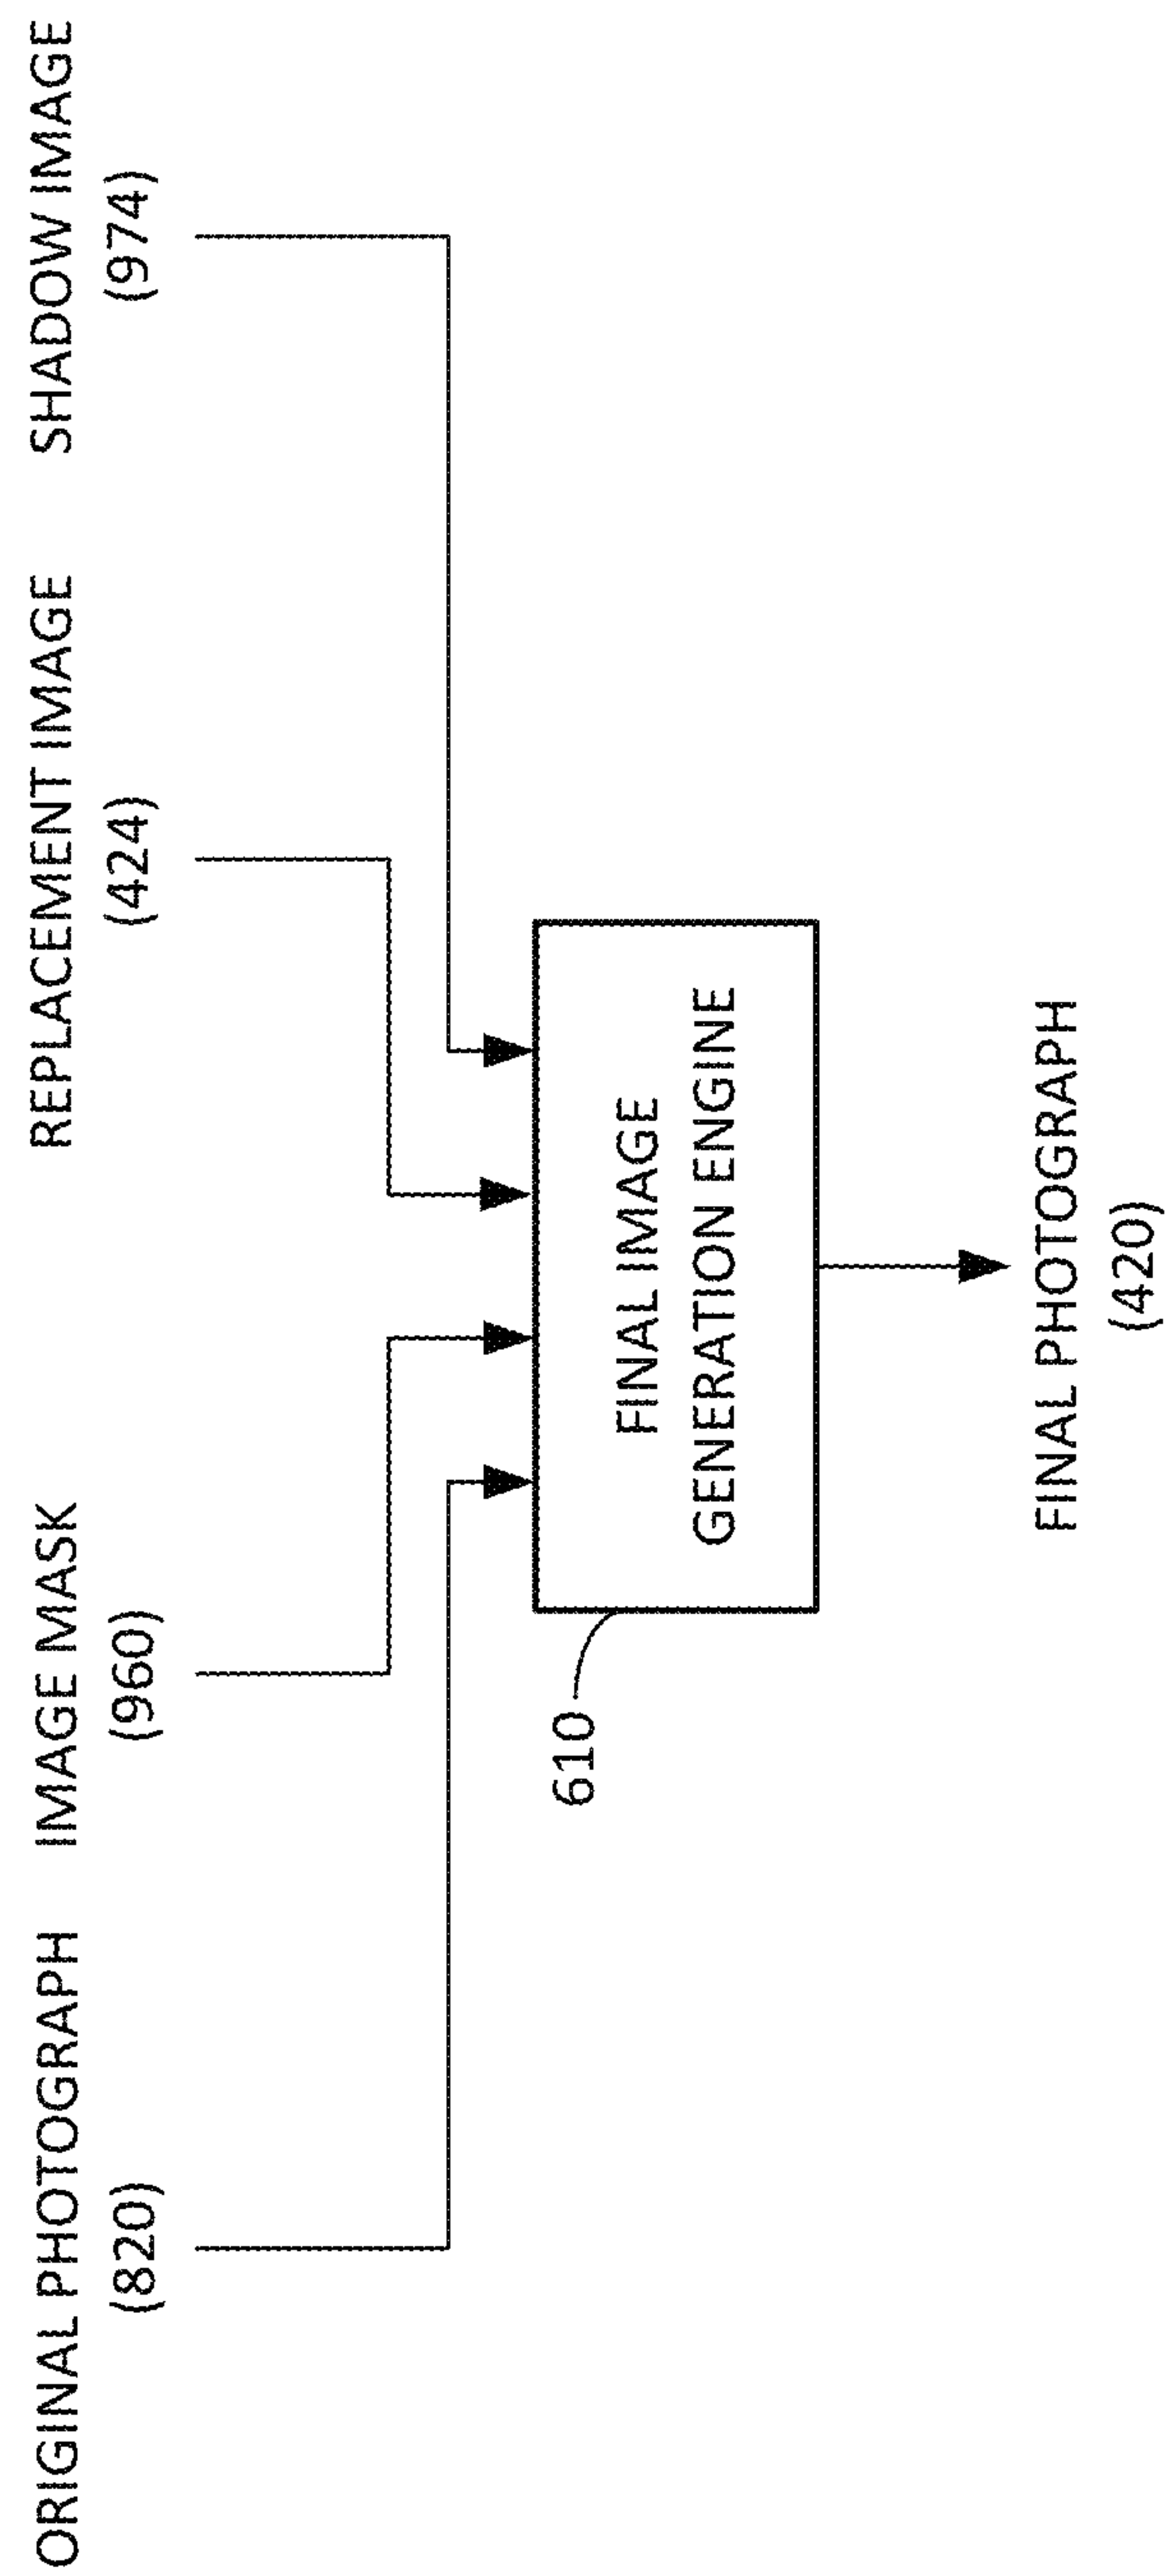 ORIGINAL PHOTOGRAPH
(820)
IMAGE MASK
(960)
REPLACEMENT IMAGE
(424)
SHADOW IMAGE
(974)
610
FINAL IMAGE
GENERATION ENGINE
FINAL PHOTOGRAPH
(420)